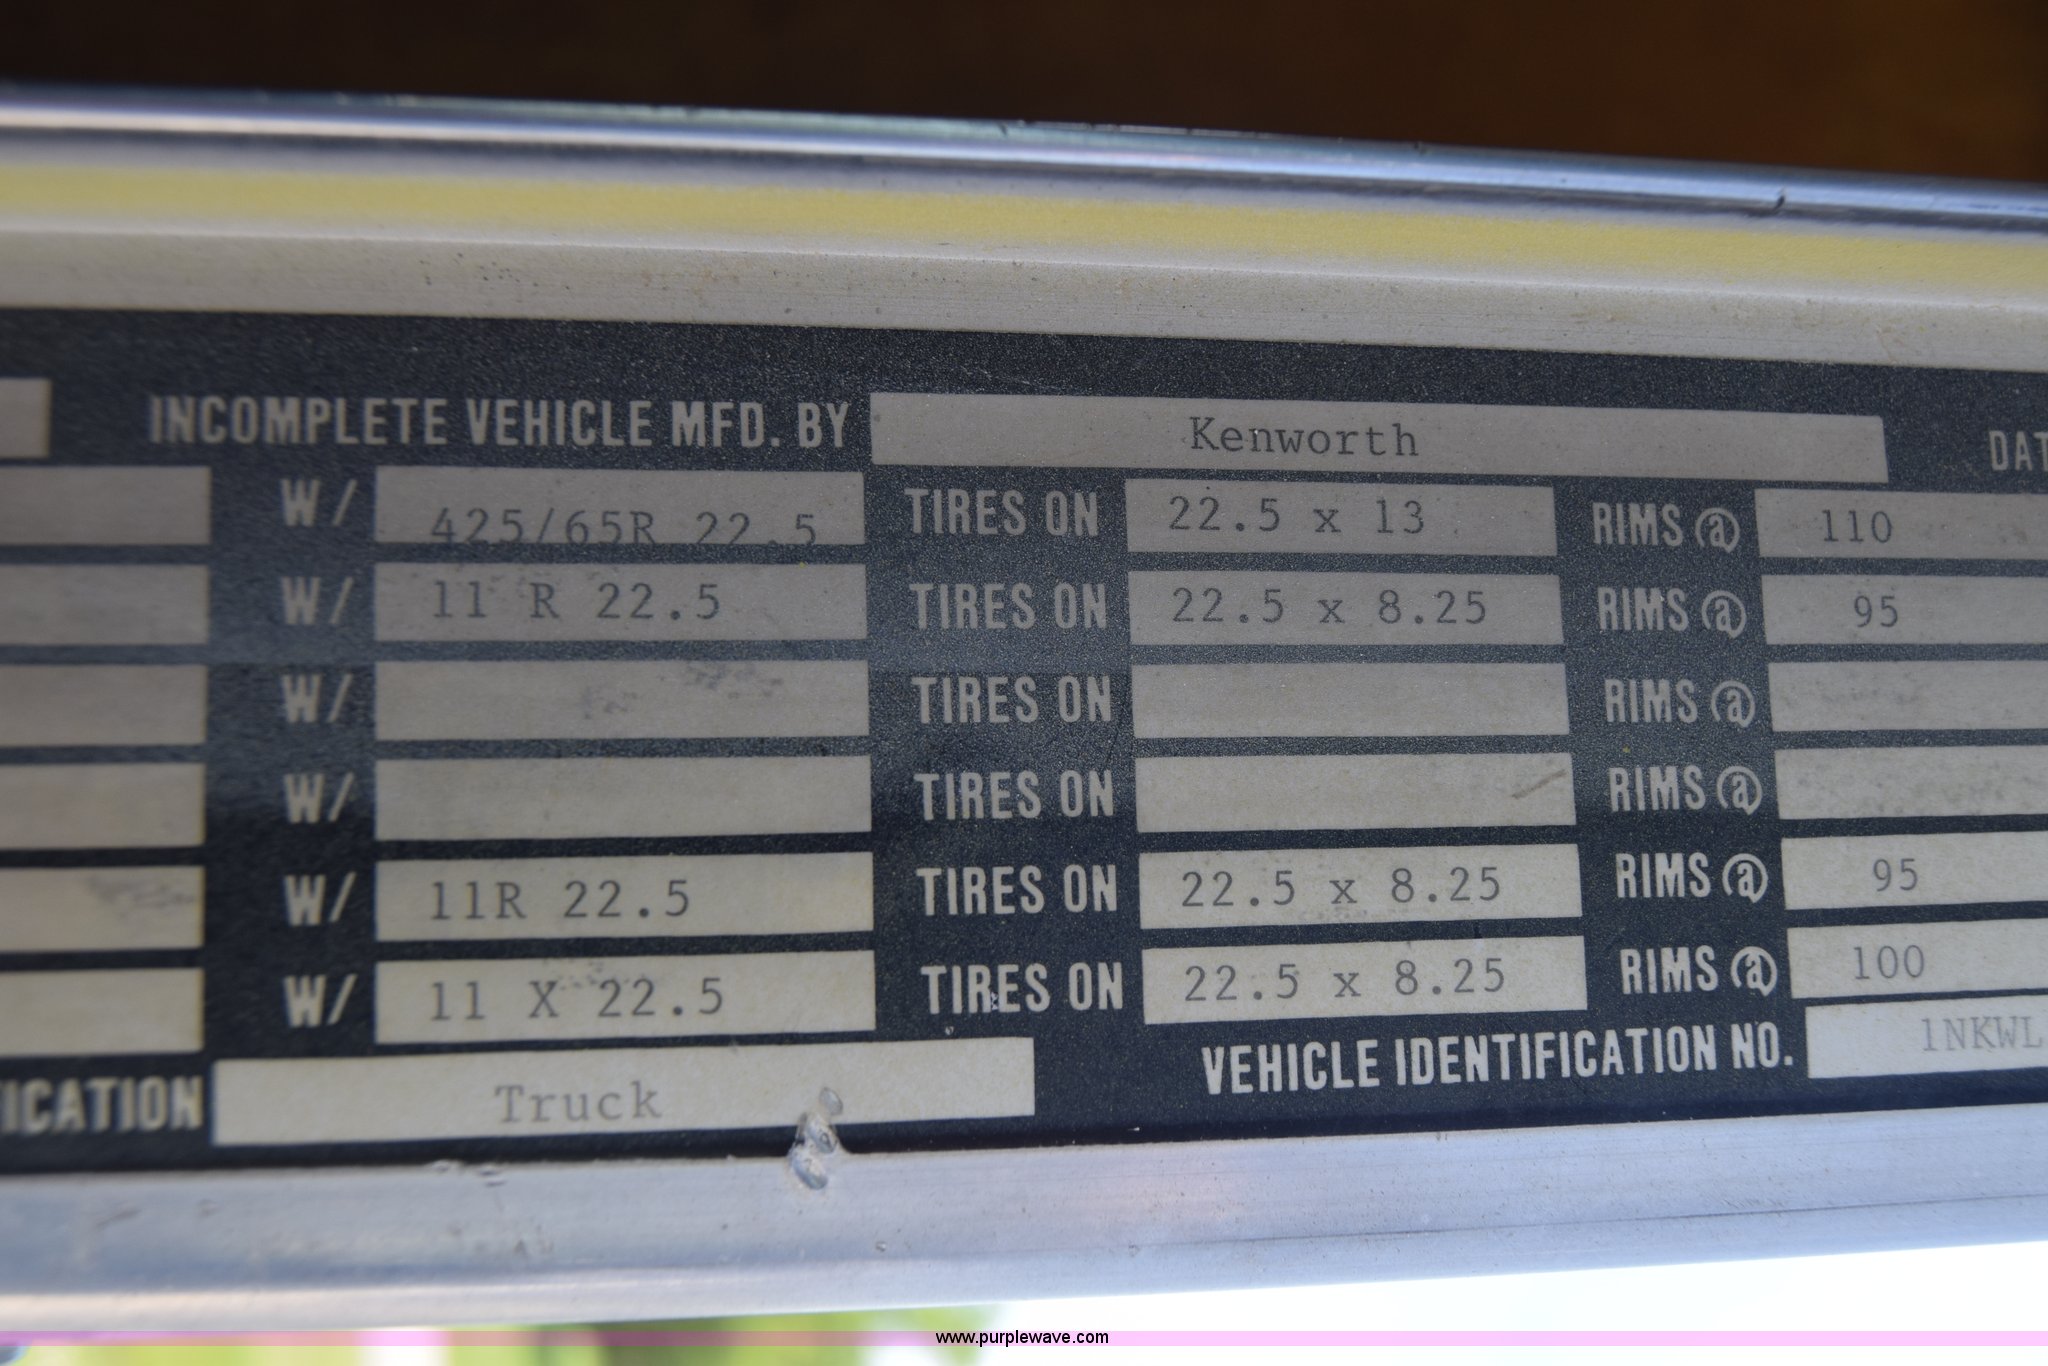 INCOMPLETE VEHICLE MFD. BY Kenworth DAT
W/ 425/65R 22.5 TIRES ON 22.5 x 13 RIMS @ 110
W/ 11 R 22.5 TIRES ON 22.5 x 8.25 RIMS @ 95
W/ TIRES ON RIMS @
W/ TIRES ON RIMS @
W/ 11R 22.5 TIRES ON 22.5 x 8.25 RIMS @ 95
W/ 11 X 22.5 TIRES ON 22.5 x 8.25 RIMS @ 100
ICATION Truck VEHICLE IDENTIFICATION NO. 1NKWL
www.purplewave.com